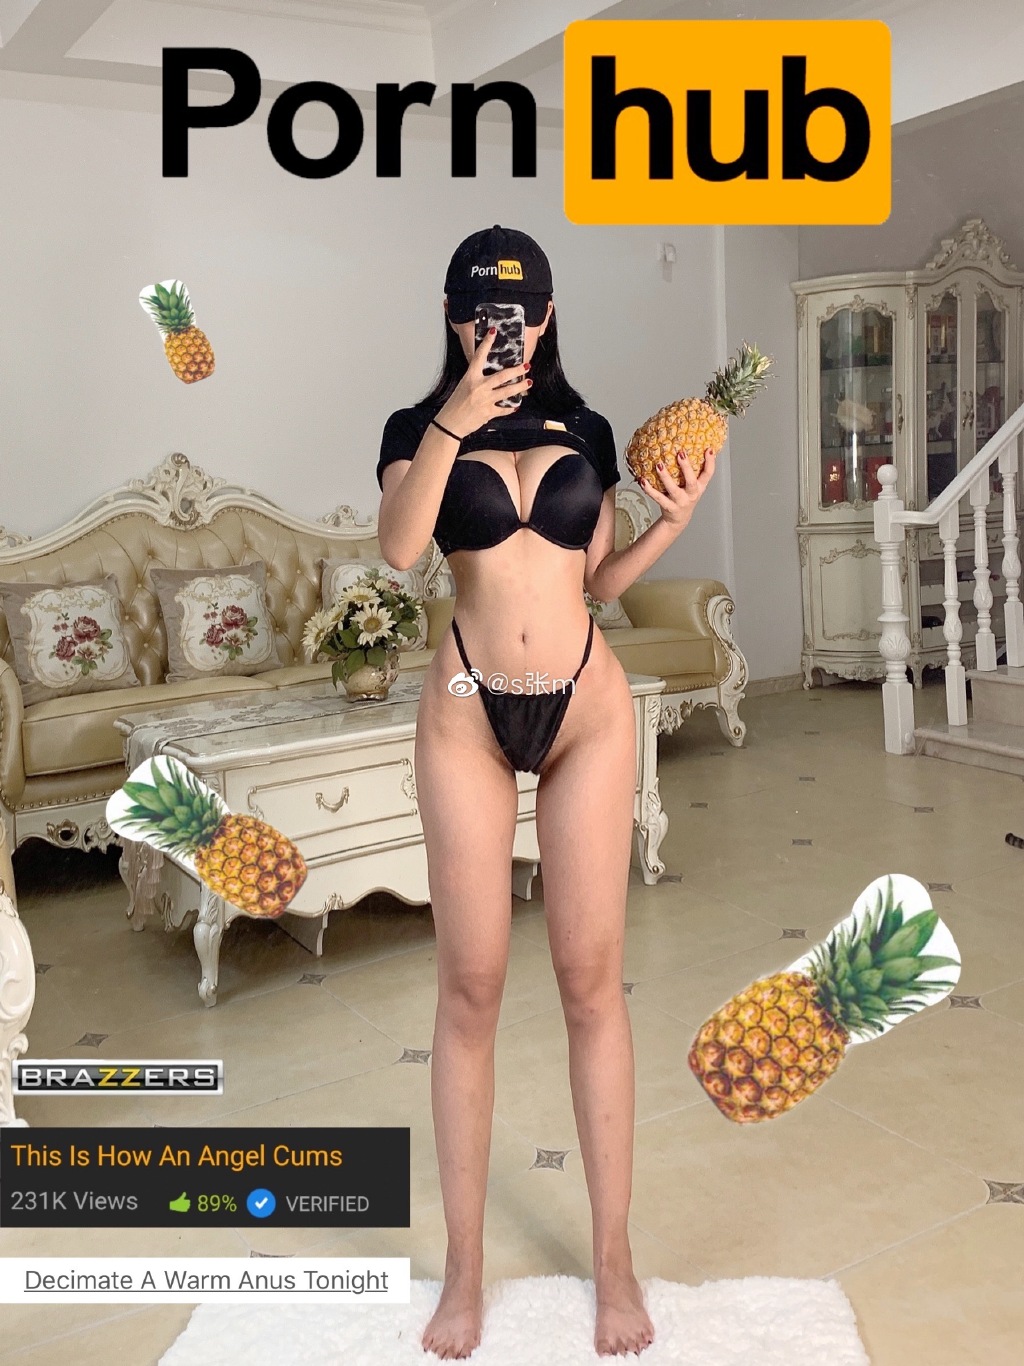 Porn hub
Porn hub
@s张m
BRAZZERS
This Is How An Angel Cums
231K Views 89% VERIFIED
Decimate A Warm Anus Tonight